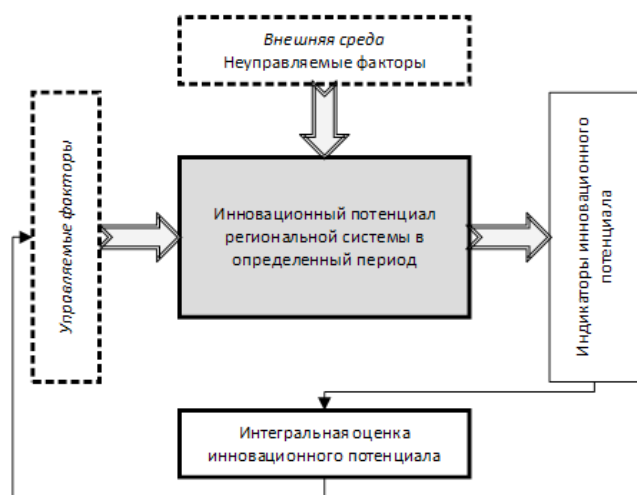 Внешняя среда
Неуправляемые факторы
Управляемые факторы
Инновационный потенциал
региональной системы в
определенный период
Индикаторы инновационного
потенциала
Интегральная оценка
инновационного потенциала